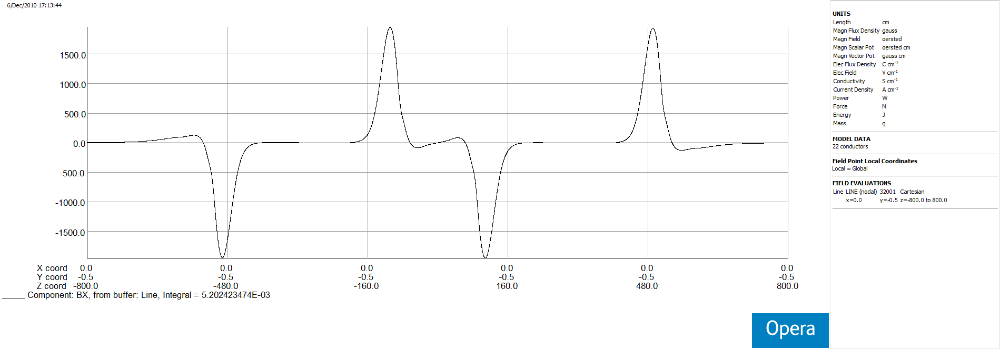 6/Dec/2010 17:13:44
1500.0
1000.0
500.0
0.0
-500.0
-1000.0
-1500.0
X coord 0.0 0.0 0.0 0.0 0.0 0.0
Y coord -0.5 -0.5 -0.5 -0.5 -0.5 -0.5
Z coord -800.0 -480.0 -160.0 160.0 480.0 800.0
Component: BX, from buffer: Line, Integral = 5.202423474E-03
UNITS
Length cm
Magn Flux Density gauss
Magn Field oersted
Magn Scalar Pot oersted cm
Magn Vector Pot gauss cm
Elec Flux Density C cm⁻²
Elec Field V cm⁻¹
Conductivity S cm⁻¹
Current Density A cm⁻²
Power W
Force N
Energy J
Mass g
MODEL DATA
22 conductors
Field Point Local Coordinates
Local = Global
FIELD EVALUATIONS
Line LINE (nodal) 32001 Cartesian
x=0.0 y=-0.5 z=-800.0 to 800.0
Opera